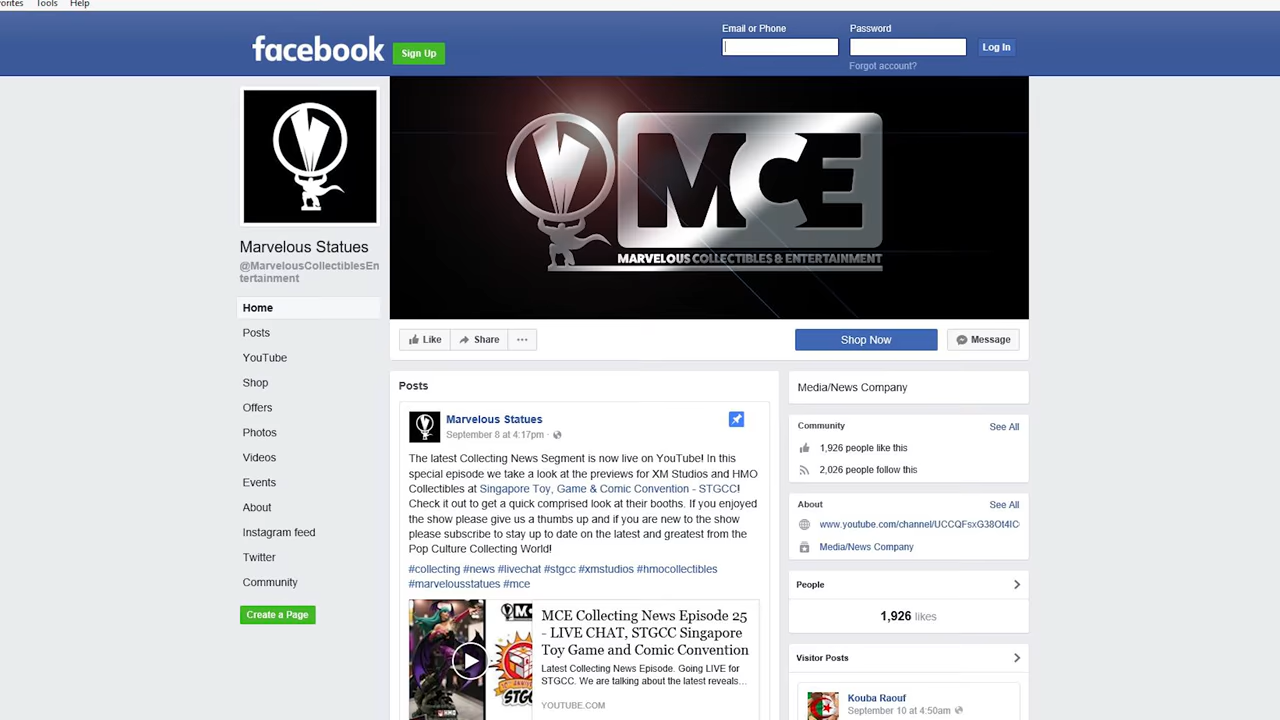 Tools Help
Email or Phone
Password
facebook
Sign Up
Log In
Forgot account?
MCE
MARVELOUS COLLECTIBLES & ENTERTAINMENT
Marvelous Statues
@MarvelousCollectiblesEn
tertainment
Home
Posts
YouTube
Shop
Offers
Photos
Videos
Events
About
Instagram feed
Twitter
Community
Create a Page
Like
Share
Shop Now
Message
Posts
Marvelous Statues
September 8 at 4:17pm
The latest Collecting News Segment is now live on YouTube! In this
special episode we take a look at the previews for XM Studios and HMO
Collectibles at Singapore Toy, Game & Comic Convention - STGCC!
Check it out to get a quick comprised look at their booths. If you enjoyed
the show please give us a thumbs up and if you are new to the show
please subscribe to stay up to date on the latest and greatest from the
Pop Culture Collecting World!
#collecting #news #livechat #stgcc #xmstudios #hmocollectibles
#marvelousstatues #mce
MCE Collecting News Episode 25
- LIVE CHAT, STGCC Singapore
Toy Game and Comic Convention
Latest Collecting News Episode. Going LIVE for
STGCC. We are talking about the latest reveals...
YOUTUBE.COM
Media/News Company
Community
See All
1,926 people like this
2,026 people follow this
About
See All
www.youtube.com/channel/UCCQFsxG38Ot4IC
Media/News Company
People
1,926 likes
Visitor Posts
Kouba Raouf
September 10 at 4:50am